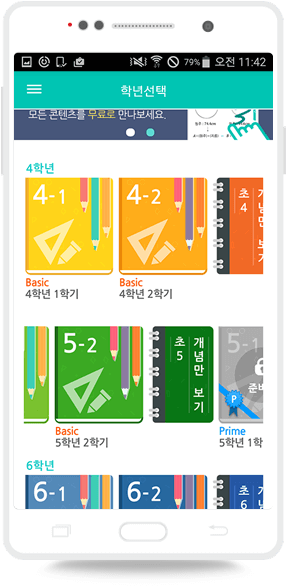 79% 오전 11:42
학년선택
모든 콘텐츠를 무료로 만나보세요.
4학년
4-1
4-2
초4 개념만 보기
Basic
4학년 1학기
Basic
4학년 2학기
5-2
초5 개념만 보기
5-1
준비
P
Basic
5학년 2학기
Prime
5학년 1학
6학년
6-1
6-2
초6 개념